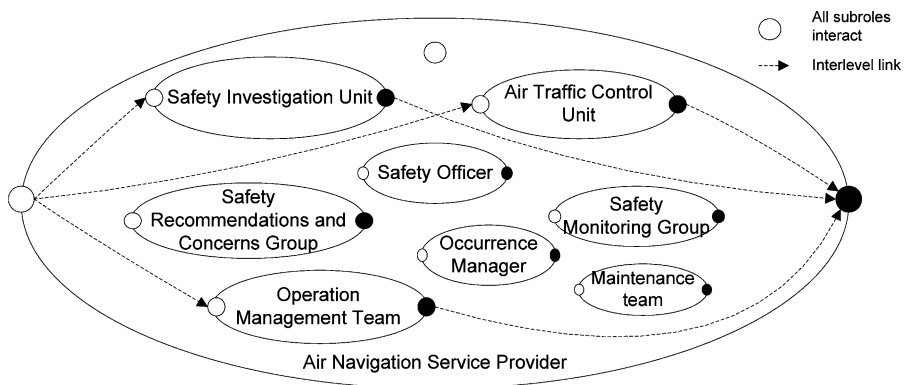 All subroles
interact
Interlevel link
Safety Investigation Unit
Air Traffic Control
Unit
Safety Officer
Safety
Recommendations and
Concerns Group
Safety
Monitoring Group
Occurrence
Manager
Maintenance
team
Operation
Management Team
Air Navigation Service Provider